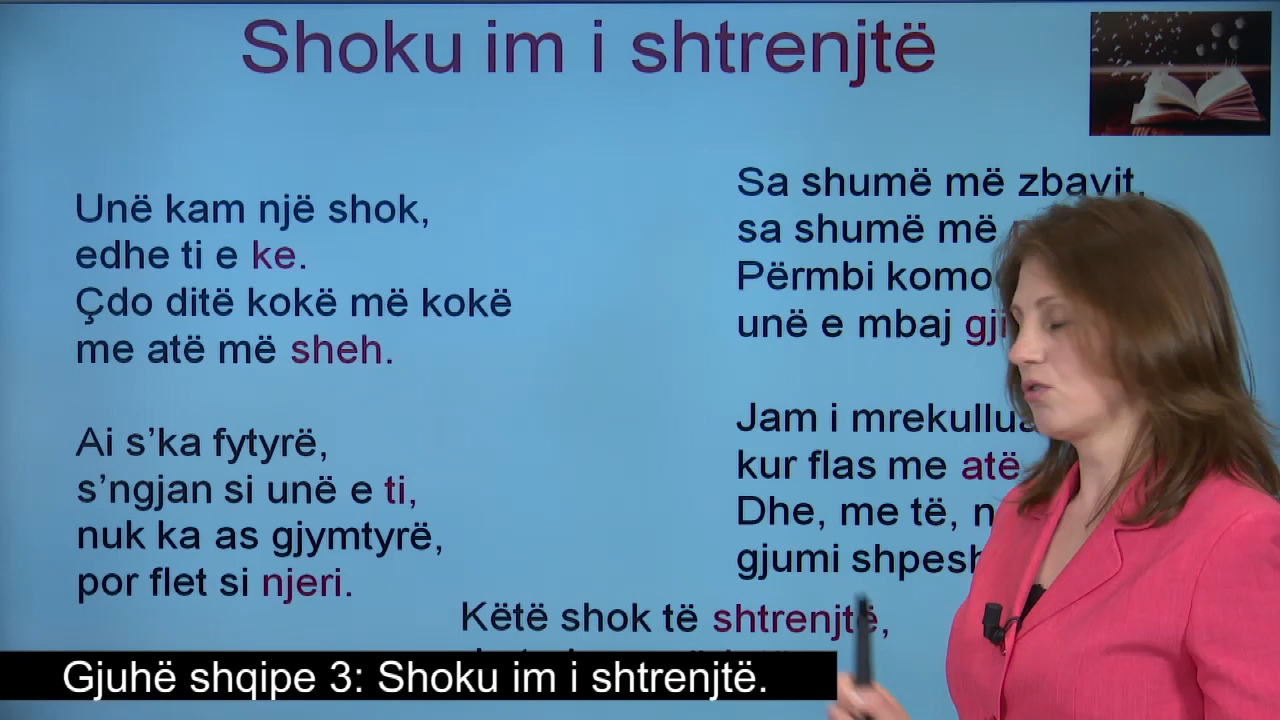 Shoku im i shtrenjtë
Unë kam një shok,
edhe ti e ke.
Çdo ditë kokë më kokë
me atë më sheh.
Ai s’ka fytyrë,
s’ngjan si unë e ti,
nuk ka as gjymtyrë,
por flet si njeri.
Sa shumë më zbavit,
sa shumë më
Përmbi
unë e mbaj
Jam i
kur flas me atë
Dhe, me të,
gjumi
Këtë shok të shtrenjtë,
Gjuhë shqipe 3: Shoku im i shtrenjtë.